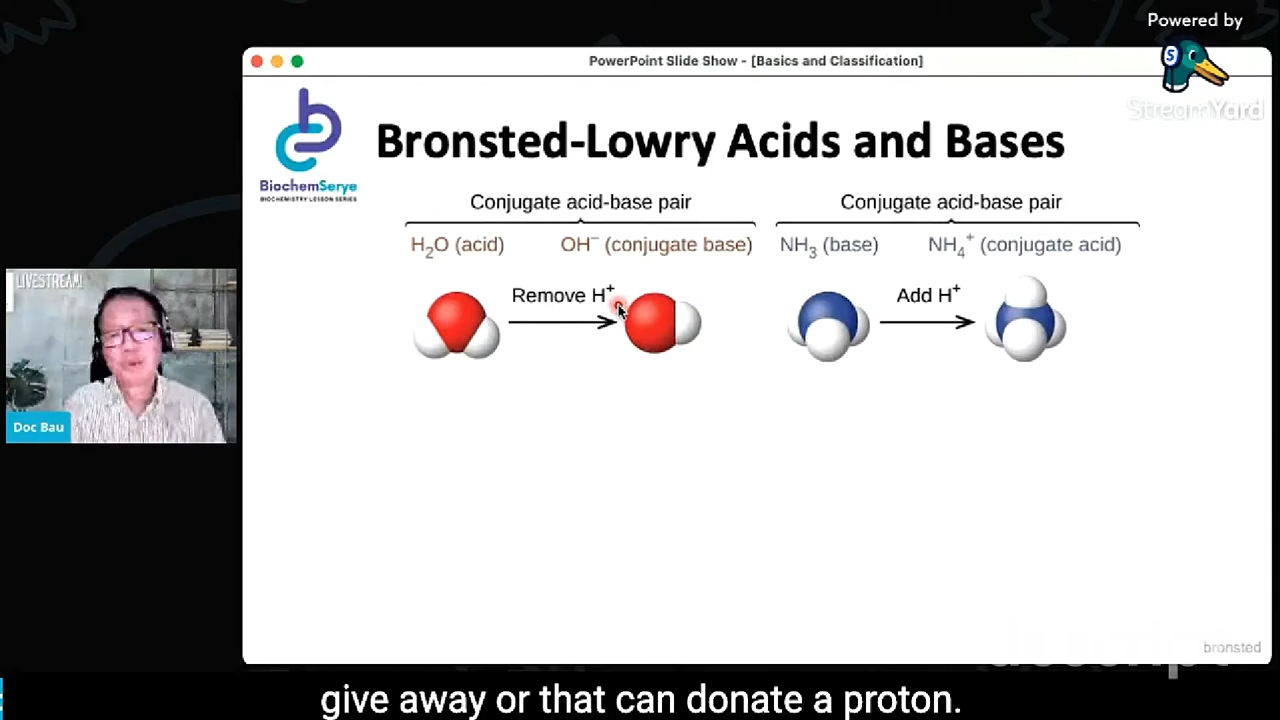 Powered by
StreamYard
PowerPoint Slide Show - [Basics and Classification]
BiochemSerye
BIOCHEMISTRY LESSON SERIES
Bronsted-Lowry Acids and Bases
Conjugate acid-base pair
Conjugate acid-base pair
H₂O (acid)
OH⁻ (conjugate base)
NH₃ (base)
NH₄⁺ (conjugate acid)
Remove H⁺
Add H⁺
LIVESTREAM!
Doc Bau
bronsted
give away or that can donate a proton.